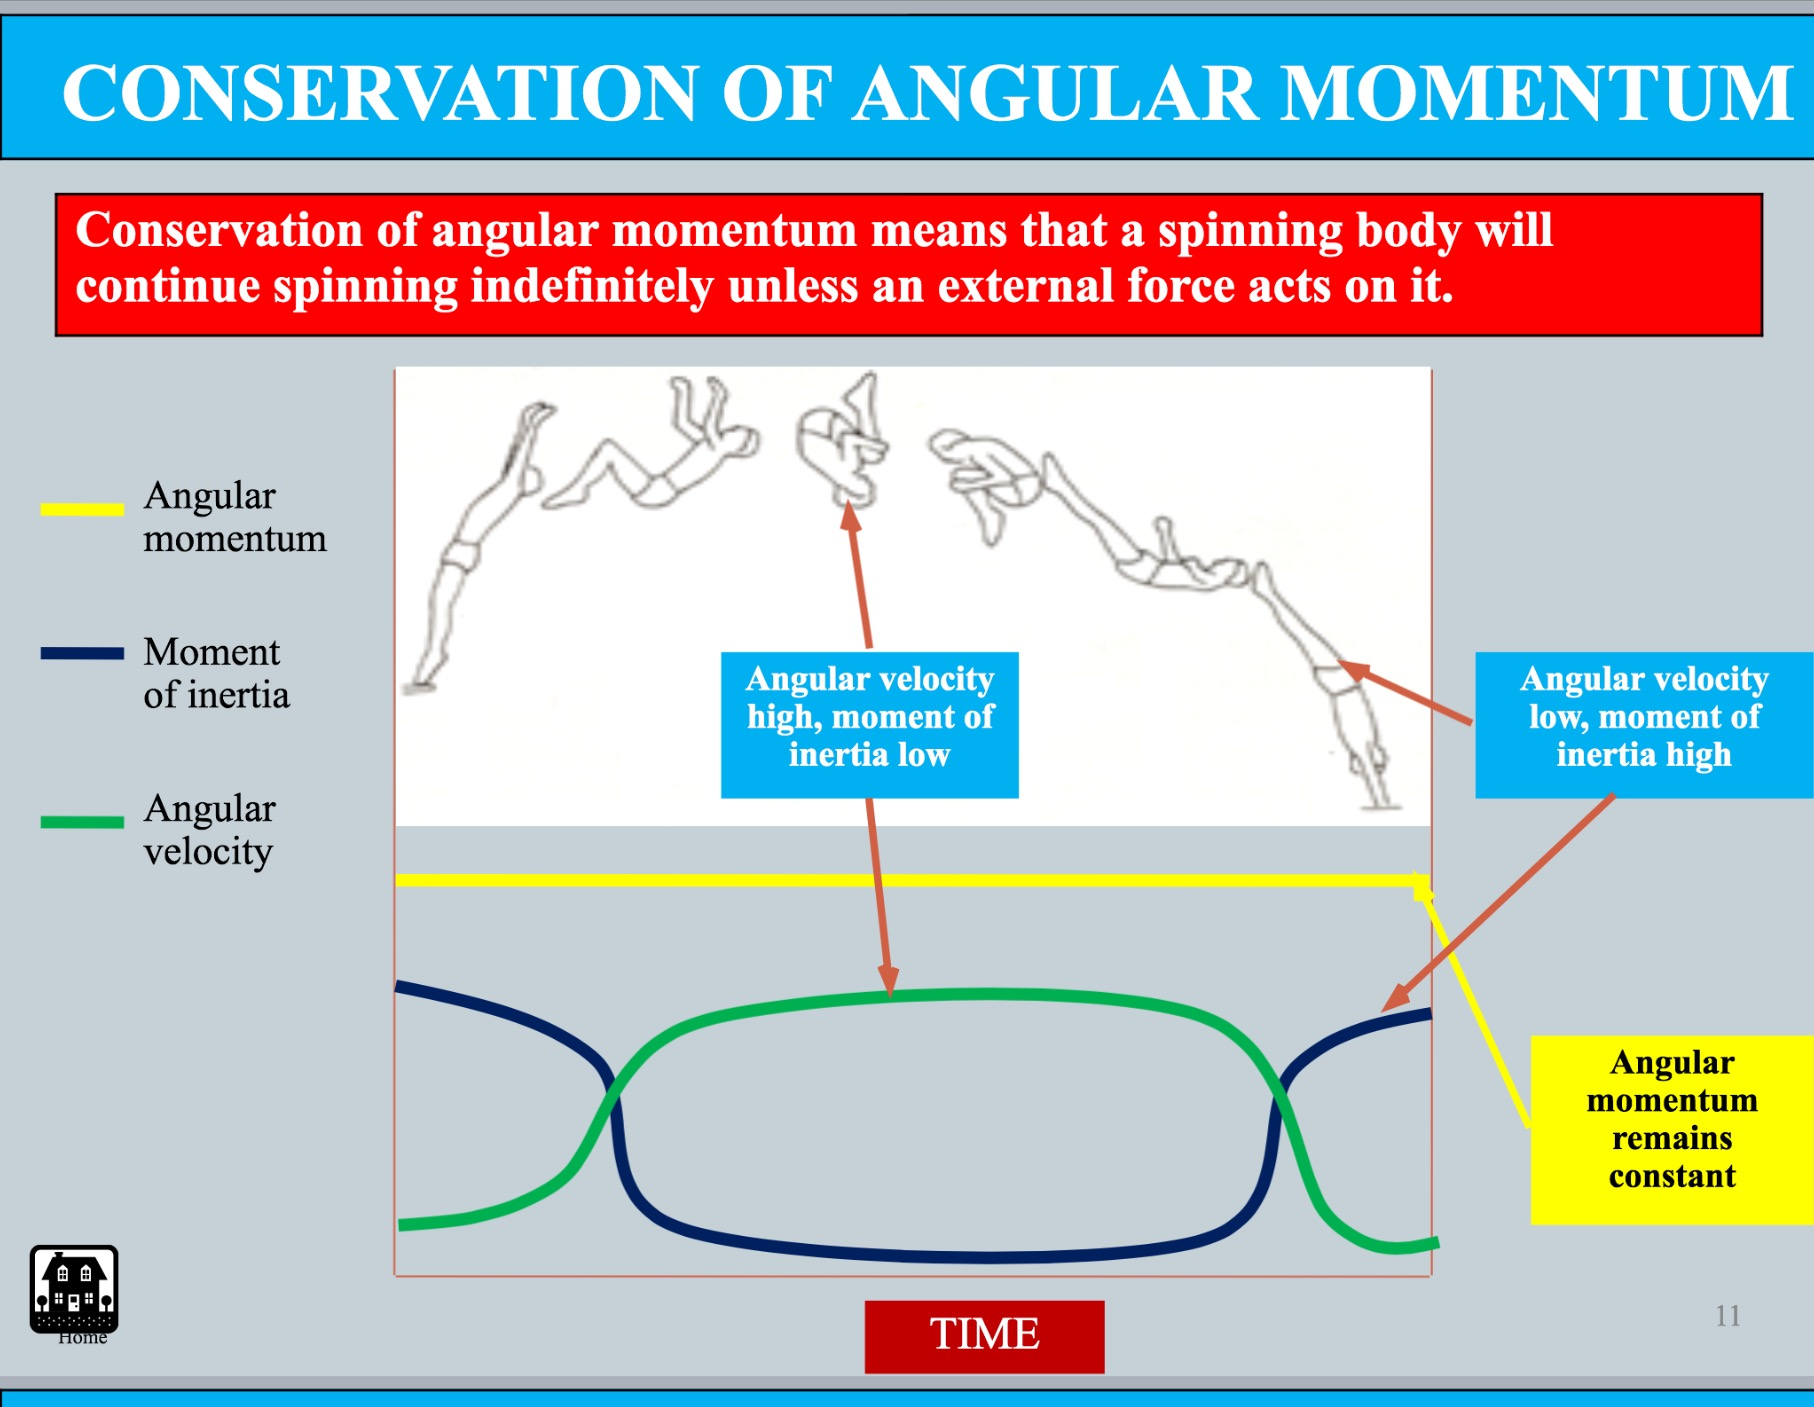 CONSERVATION OF ANGULAR MOMENTUM
Conservation of angular momentum means that a spinning body will
continue spinning indefinitely unless an external force acts on it.
Angular
momentum
Moment
of inertia
Angular
velocity
Angular velocity
high, moment of
inertia low
Angular velocity
low, moment of
inertia high
Angular
momentum
remains
constant
Home
TIME
11